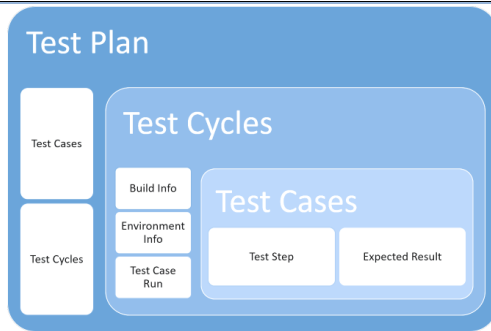 Test Plan
Test Cases
Test Cycles
Test Cycles
Build Info
Environment
Info
Test Case
Run
Test Cases
Test Step
Expected Result